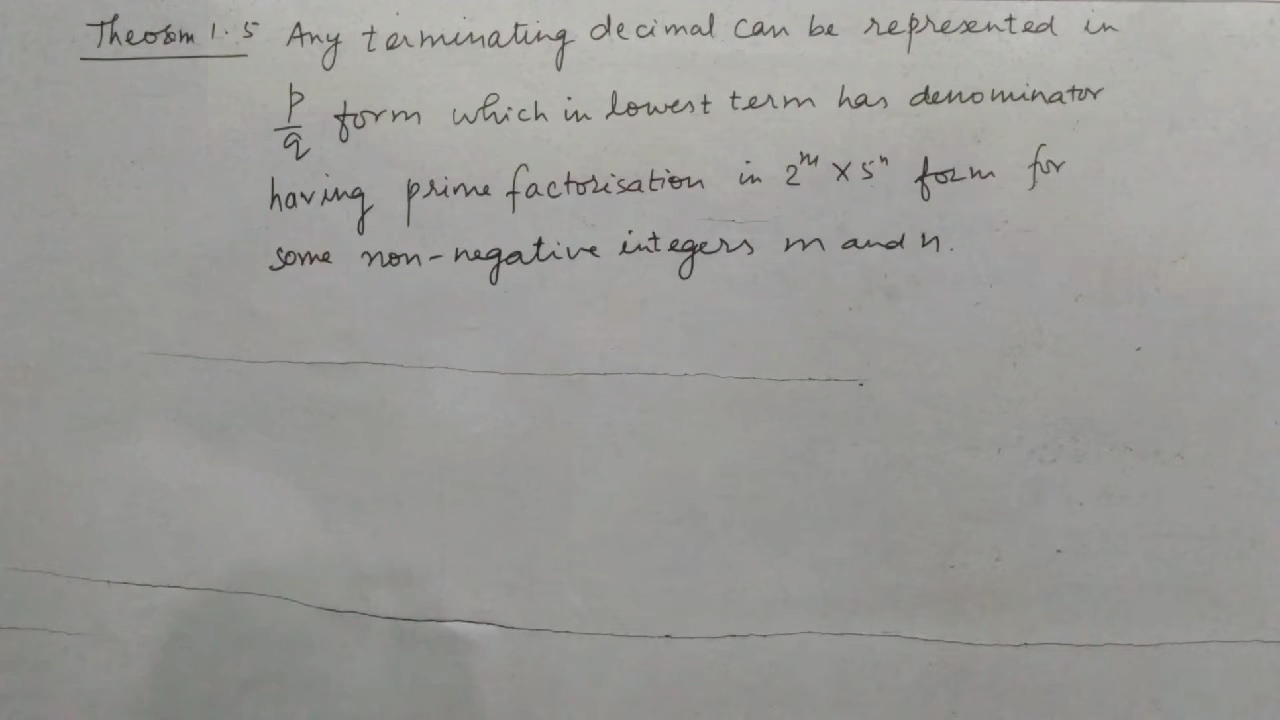 Theorem 1.5 Any terminating decimal can be represented in
p/q form which in lowest term has denominator
having prime factorisation in 2^m × 5^n form for
some non-negative integers m and n.